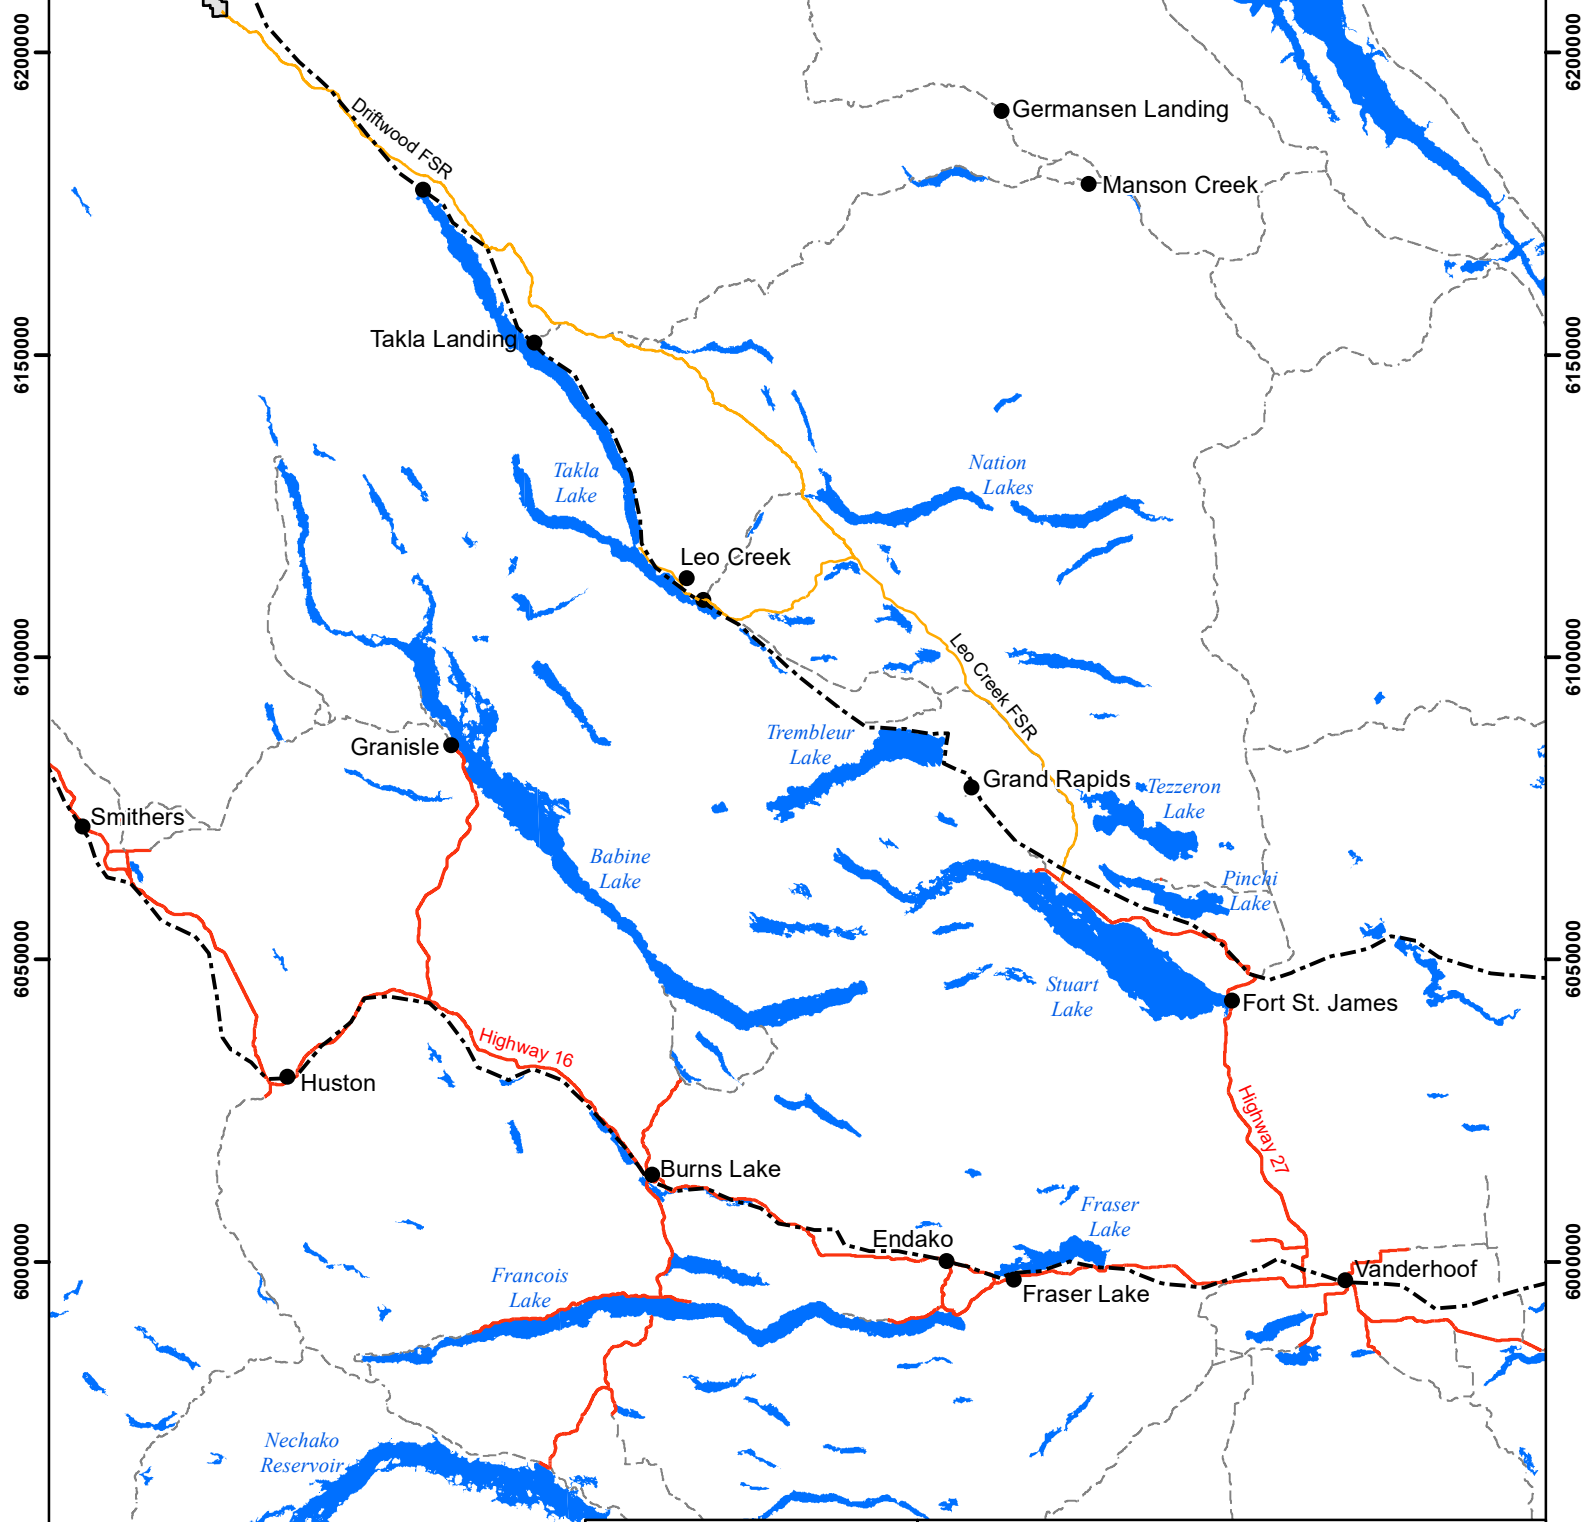 6200000
6200000
Germansen Landing
Driftwood FSR
Manson Creek
Takla Landing
6150000
6150000
Takla
Lake
Nation
Lakes
Leo Creek
6100000
6100000
Leo Creek FSR
Granisle
Trembleur
Lake
Grand Rapids
Tezzeron
Lake
Smithers
Babine
Lake
Pinchi
Lake
6050000
6050000
Stuart
Lake
Fort St. James
Highway 16
Huston
Highway 27
Burns Lake
Fraser
Lake
Endako
6000000
6000000
Francois
Lake
Fraser Lake
Vanderhoof
Nechako
Reservoir